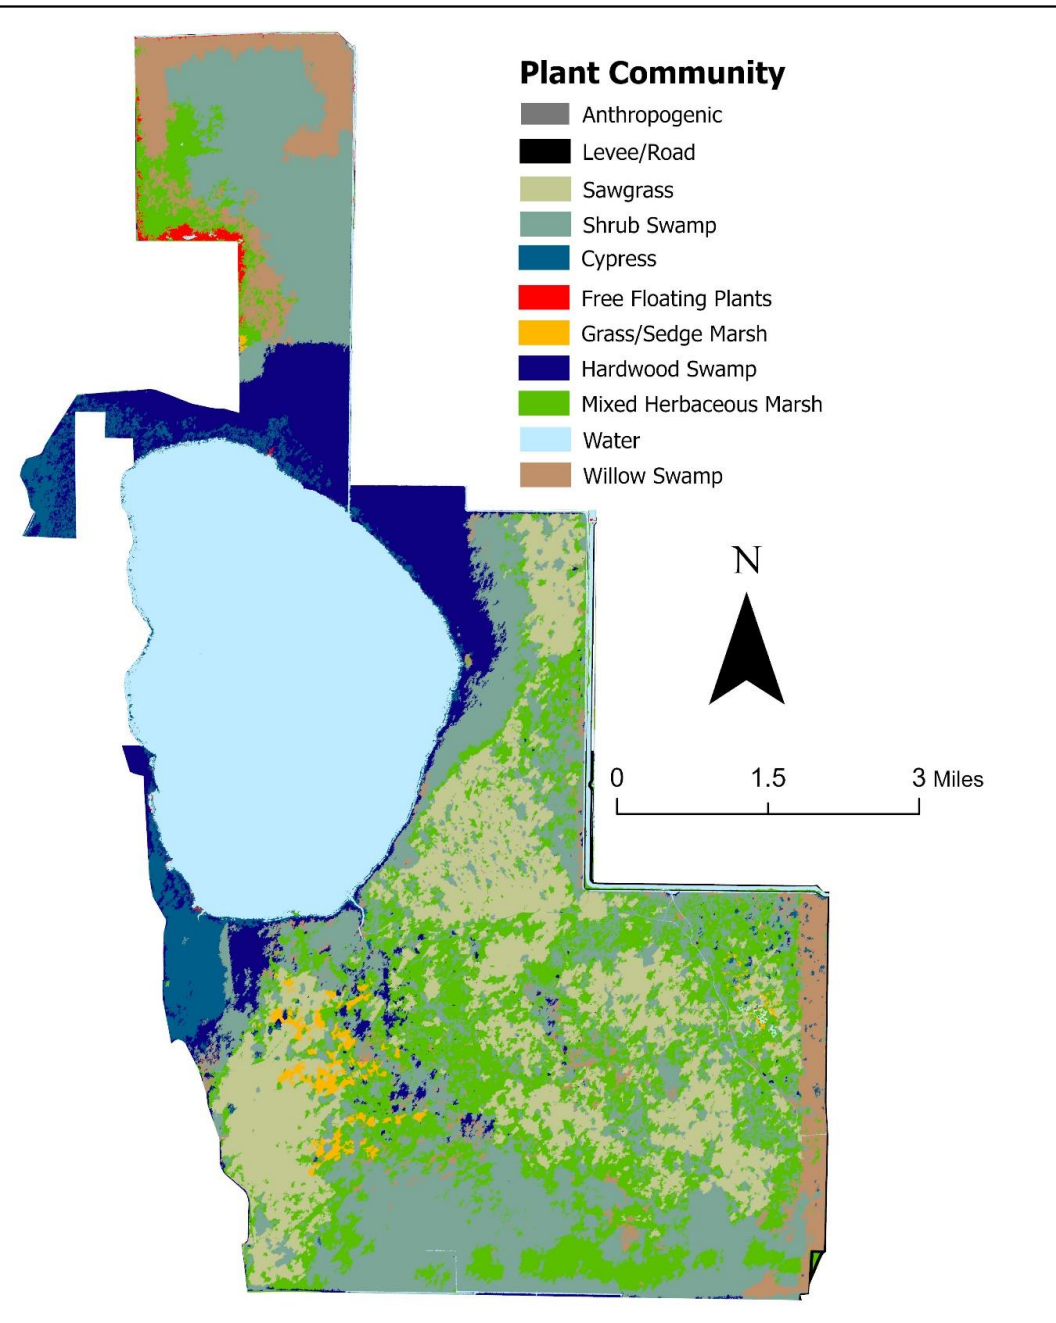 Plant Community
Anthropogenic
Levee/Road
Sawgrass
Shrub Swamp
Cypress
Free Floating Plants
Grass/Sedge Marsh
Hardwood Swamp
Mixed Herbaceous Marsh
Water
Willow Swamp
N
0 1.5 3 Miles